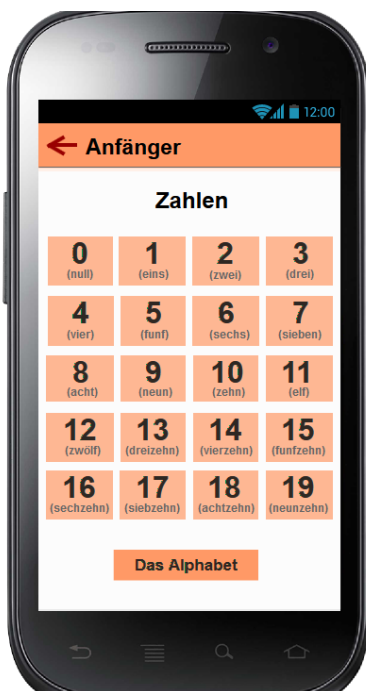 12:00
Anfänger
Zahlen
0 1 2 3
(null) (eins) (zwei) (drei)
4 5 6 7
(vier) (funf) (sechs) (sieben)
8 9 10 11
(acht) (neun) (zehn) (elf)
12 13 14 15
(zwölf) (dreizehn) (vierzehn) (funfzehn)
16 17 18 19
(sechzehn) (siebzehn) (achtzehn) (neunzehn)
Das Alphabet